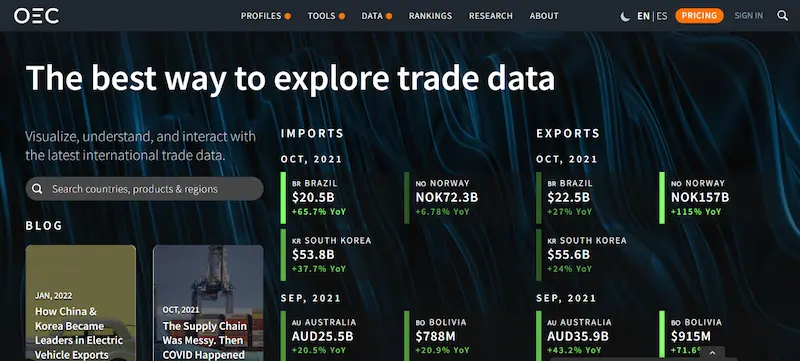 OEC
PROFILES
TOOLS
DATA
RANKINGS
RESEARCH
ABOUT
EN | ES
PRICING
SIGN IN
The best way to explore trade data
Visualize, understand, and interact with
the latest international trade data.
Search countries, products & regions
BLOG
JAN, 2022
How China &
Korea Became
Leaders in Electric
Vehicle Exports
OCT, 2021
The Supply Chain
Was Messy. Then
COVID Happened
IMPORTS
OCT, 2021
BR BRAZIL
$20.5B
+65.7% YoY
NO NORWAY
NOK72.3B
+6.78% YoY
KR SOUTH KOREA
$53.8B
+37.7% YoY
SEP, 2021
AU AUSTRALIA
AUD25.5B
+20.5% YoY
BO BOLIVIA
$788M
+20.9% YoY
EXPORTS
OCT, 2021
BR BRAZIL
$22.5B
+27% YoY
NO NORWAY
NOK157B
+115% YoY
KR SOUTH KOREA
$55.6B
+24% YoY
SEP, 2021
AU AUSTRALIA
AUD35.9B
+43.2% YoY
BO BOLIVIA
$915M